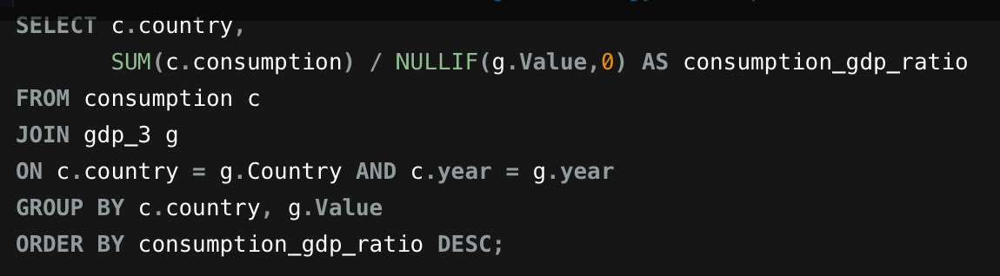 SELECT c.country,
SUM(c.consumption) / NULLIF(g.Value,0) AS consumption_gdp_ratio
FROM consumption c
JOIN gdp_3 g
ON c.country = g.Country AND c.year = g.year
GROUP BY c.country, g.Value
ORDER BY consumption_gdp_ratio DESC;